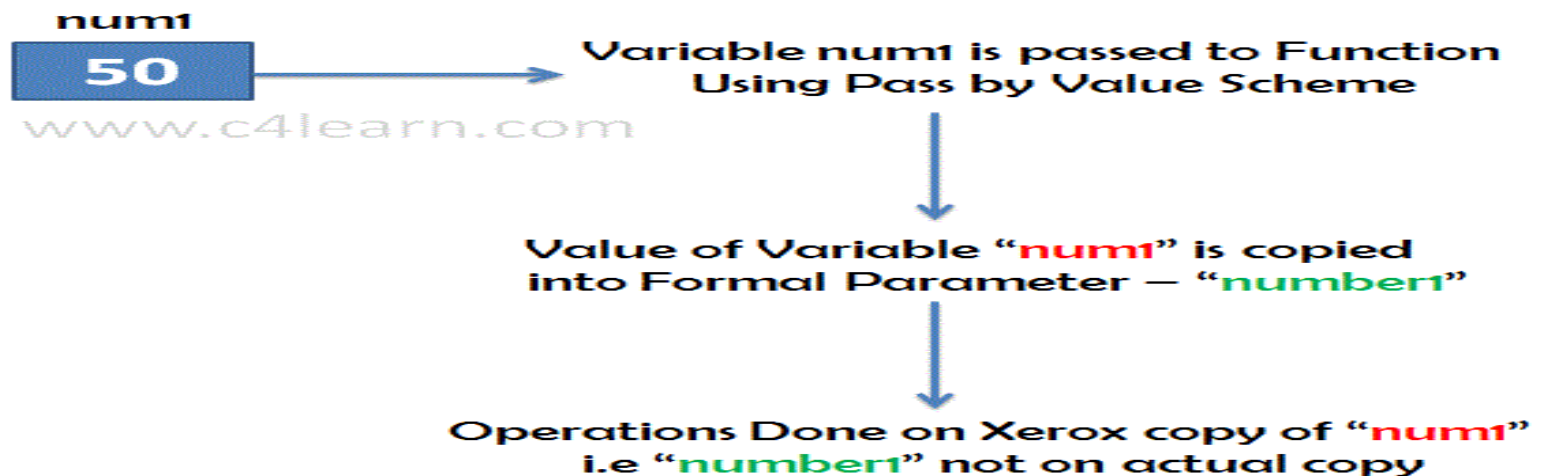 num1
50
www.c4learn.com
Variable num1 is passed to Function
Using Pass by Value Scheme
Value of Variable “num1” is copied
into Formal Parameter – “number1”
Operations Done on Xerox copy of “num1”
i.e “number1” not on actual copy